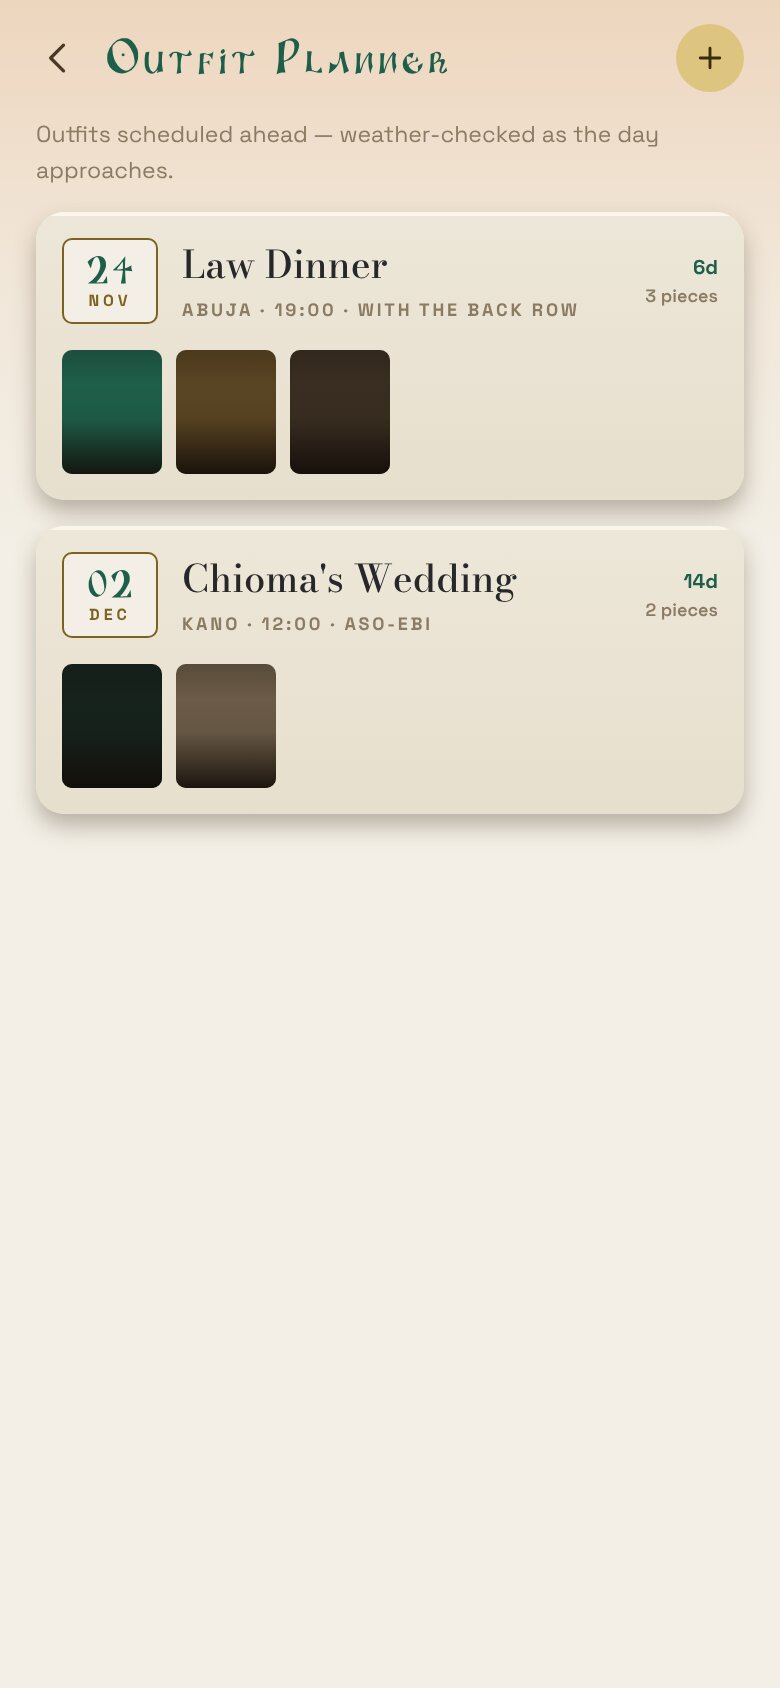 Outfit Planner
Outfits scheduled ahead — weather-checked as the day
approaches.
24
NOV
Law Dinner
ABUJA · 19:00 · WITH THE BACK ROW
6d
3 pieces
02
DEC
Chioma's Wedding
KANO · 12:00 · ASO-EBI
14d
2 pieces